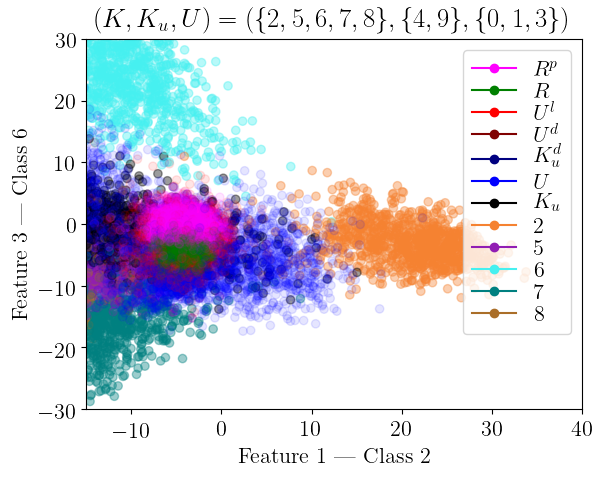 (K, K_u, U) = ({2, 5, 6, 7, 8}, {4, 9}, {0, 1, 3})
30
20
10
0
−10
−20
−30
Feature 3 — Class 6
−10
0
10
20
30
40
Feature 1 — Class 2
R^p
R
U^l
U^d
K_u^d
U
K_u
2
5
6
7
8